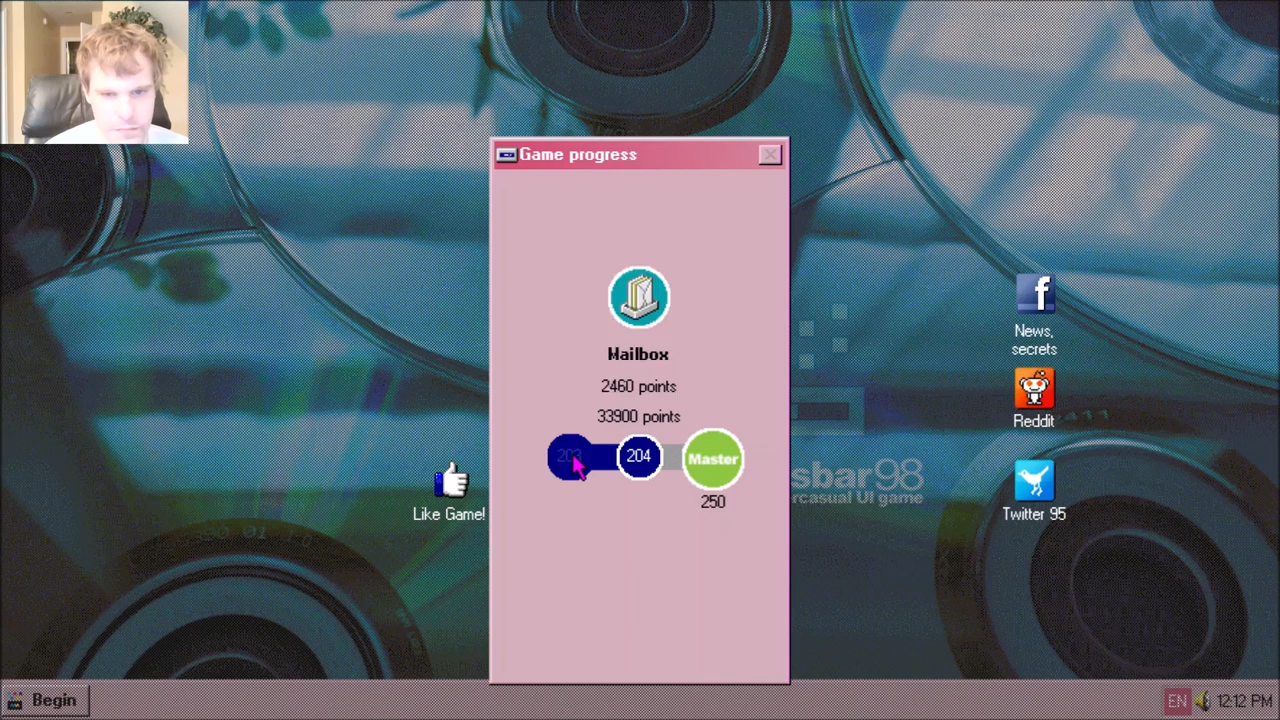 Game progress
Mailbox
2460 points
33900 points
203
204
Master
250
News,
secrets
Reddit
Like Game!
sbar98
rcasual UI game
Twitter 95
Begin
EN
12:12 PM